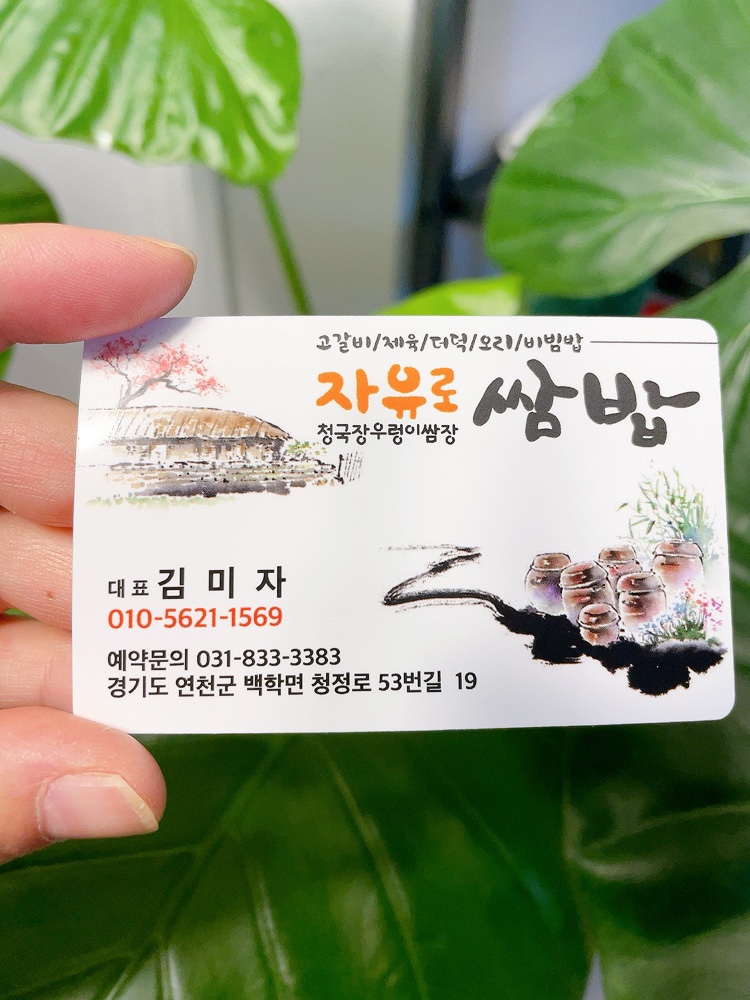 고갈비/제육/더덕/오리/비빔밥
자유로 쌈밥
청국장우렁이쌈장
대표 김 미 자
010-5621-1569
예약문의 031-833-3383
경기도 연천군 백학면 청정로 53번길 19